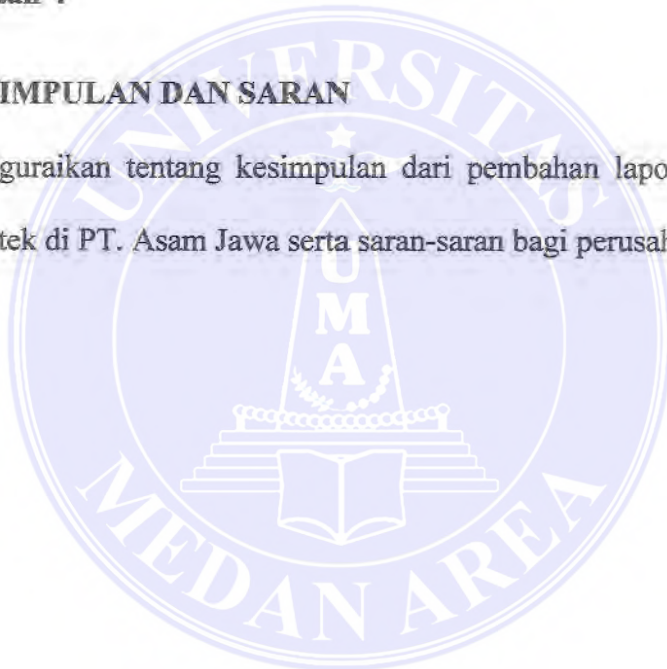 IMPULAN DAN SARAN
guraikan tentang kesimpulan dari pembahan lapo
tek di PT. Asam Jawa serta saran-saran bagi perusah
UNIVERSITAS
UMA
MEDAN AREA